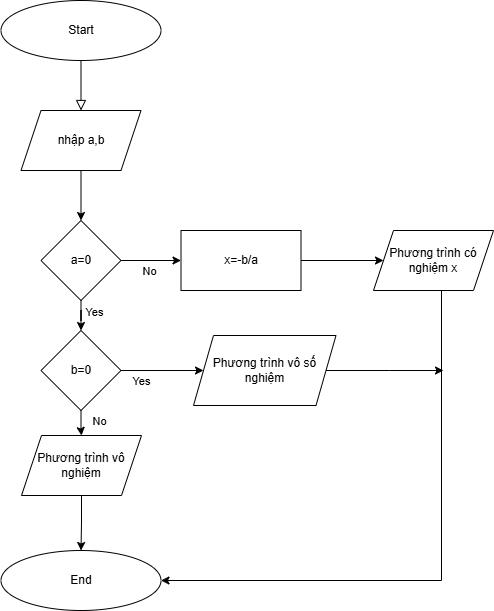 Start
nhập a,b
a=0
No
x=-b/a
Phương trình có
nghiệm x
Yes
b=0
Yes
Phương trình vô số
nghiệm
No
Phương trình vô
nghiệm
End